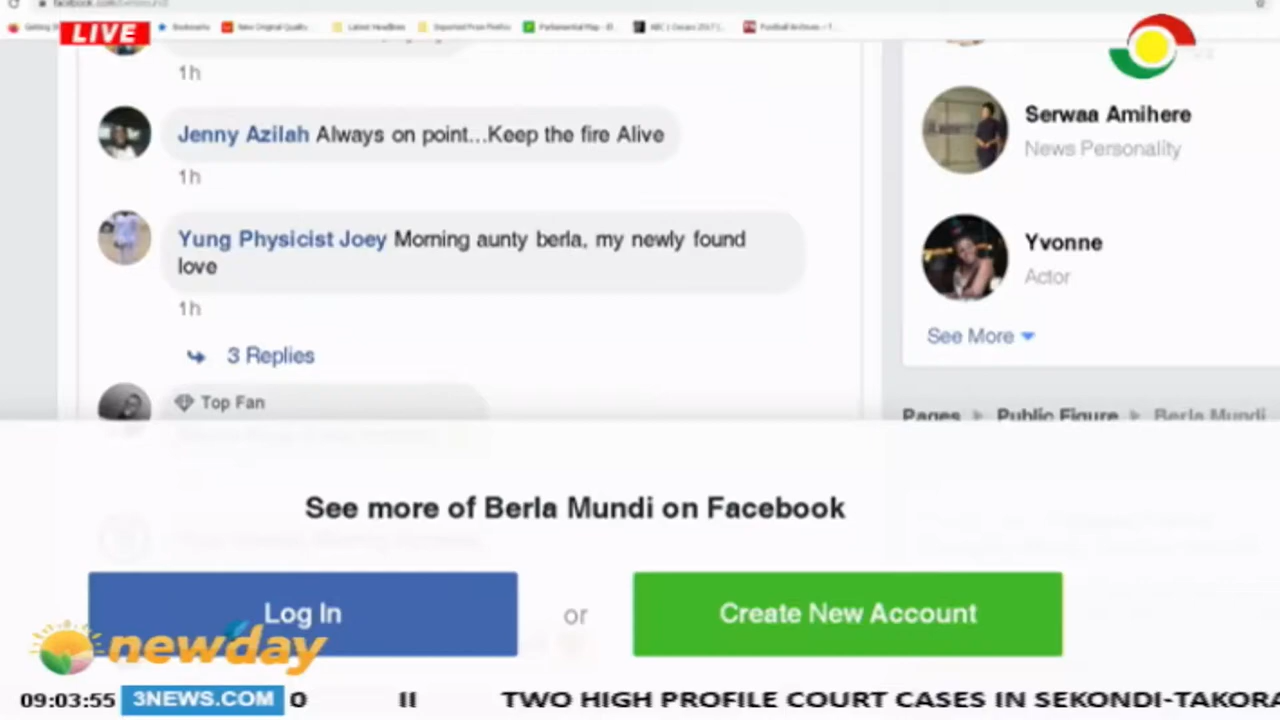 LIVE
1h
Jenny Azilah Always on point...Keep the fire Alive
1h
Yung Physicist Joey Morning aunty berla, my newly found
love
1h
3 Replies
Top Fan
Serwaa Amihere
News Personality
Yvonne
Actor
See More
Pages Public Figure Berla Mundi
See more of Berla Mundi on Facebook
Log In
or
Create New Account
newday
09:03:55 3NEWS.COM 0 II TWO HIGH PROFILE COURT CASES IN SEKONDI-TAKORA